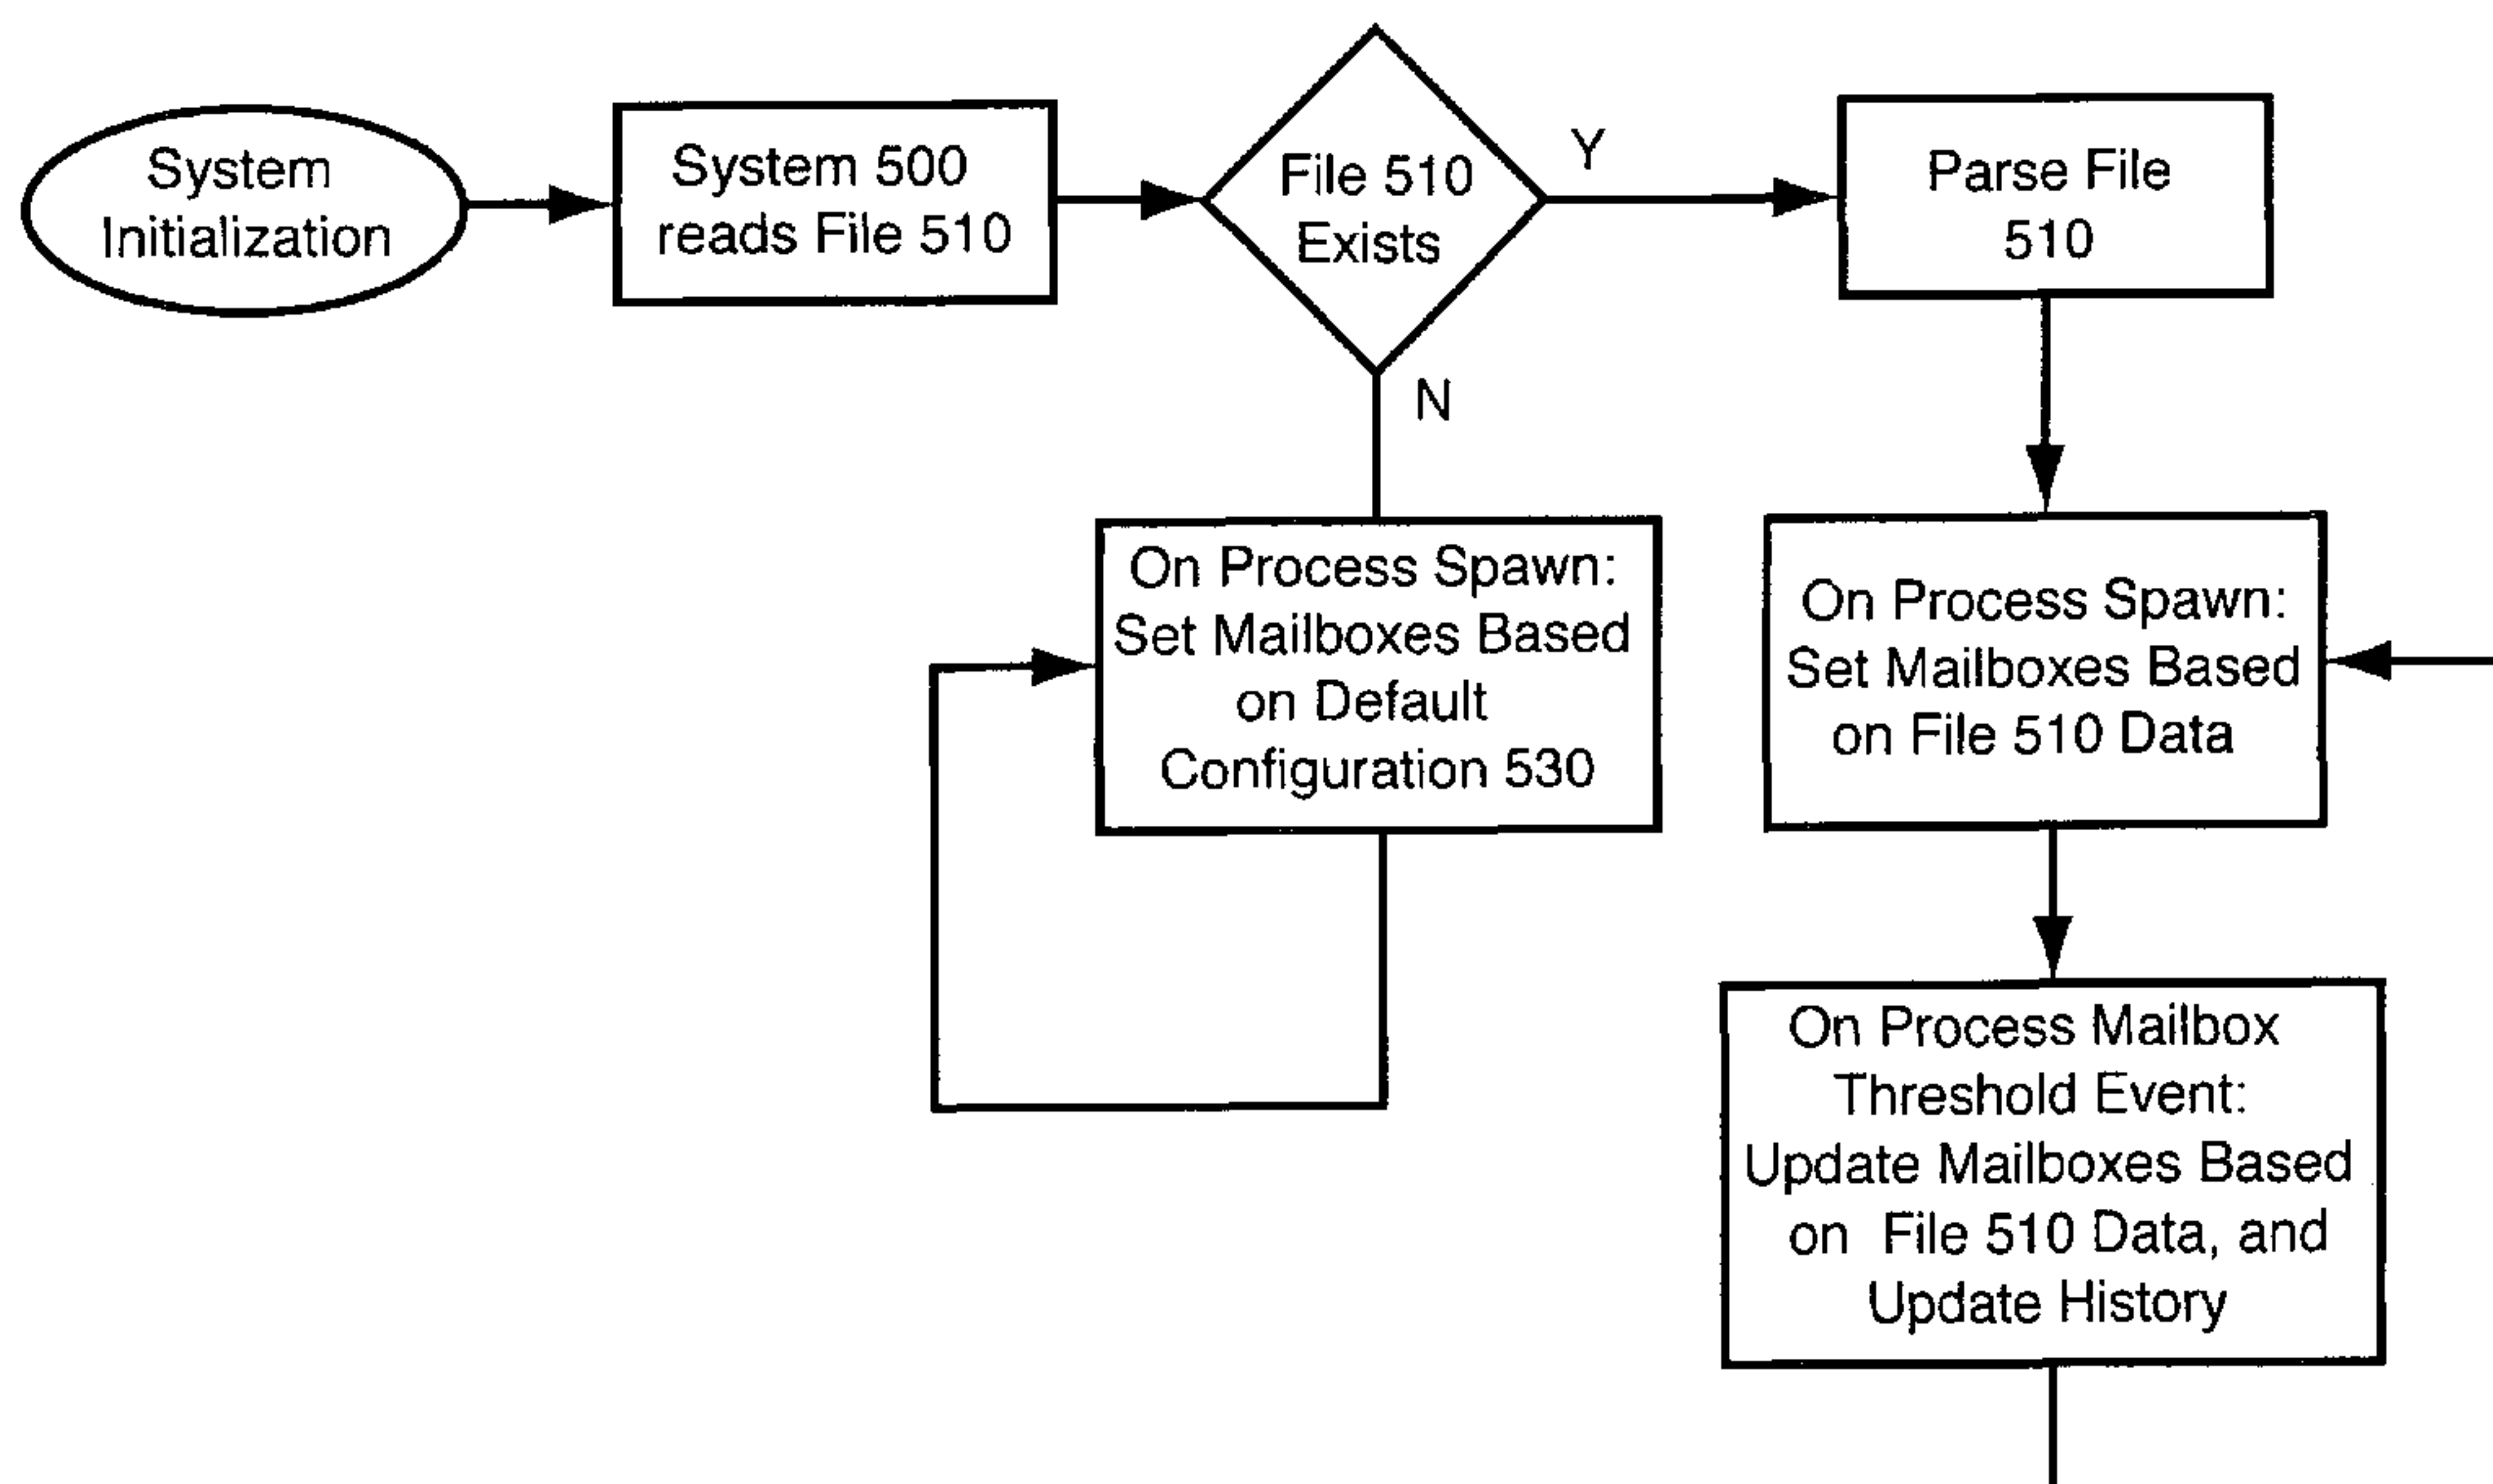 System
Initialization
System 500
reads File 510
File 510
Exists
Y
N
Parse File
510
On Process Spawn:
Set Mailboxes Based
on Default
Configuration 530
On Process Spawn:
Set Mailboxes Based
on File 510 Data
On Process Mailbox
Threshold Event:
Update Mailboxes Based
on File 510 Data, and
Update History